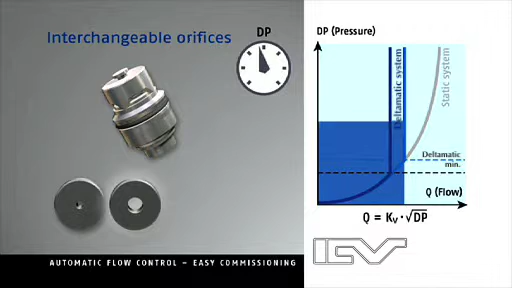 Interchangeable orifices
DP
AUTOMATIC FLOW CONTROL – EASY COMMISSIONING
DP (Pressure)
Deltamatic system
Static system
Deltamatic
min.
Q (Flow)
Q = Kv·√DP
ICV